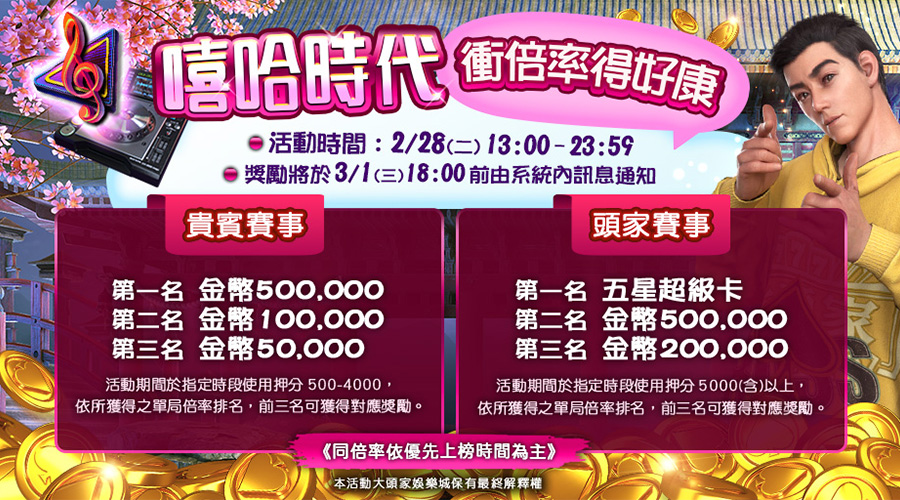 嘻哈時代
衝倍率得好康
活動時間：2/28(二) 13:00-23:59
獎勵將於3/1(三)18:00前由系統內訊息通知
貴賓賽事
第一名 金幣500,000
第二名 金幣100,000
第三名 金幣50,000
活動期間於指定時段使用押分 500-4000，
依所獲得之單局倍率排名，前三名可獲得對應獎勵。
頭家賽事
第一名 五星超級卡
第二名 金幣500,000
第三名 金幣200,000
活動期間於指定時段使用押分 5000(含)以上，
依所獲得之單局倍率排名，前三名可獲得對應獎勵。
《同倍率依優先上榜時間為主》
本活動大頭家娛樂城保有最終解釋權